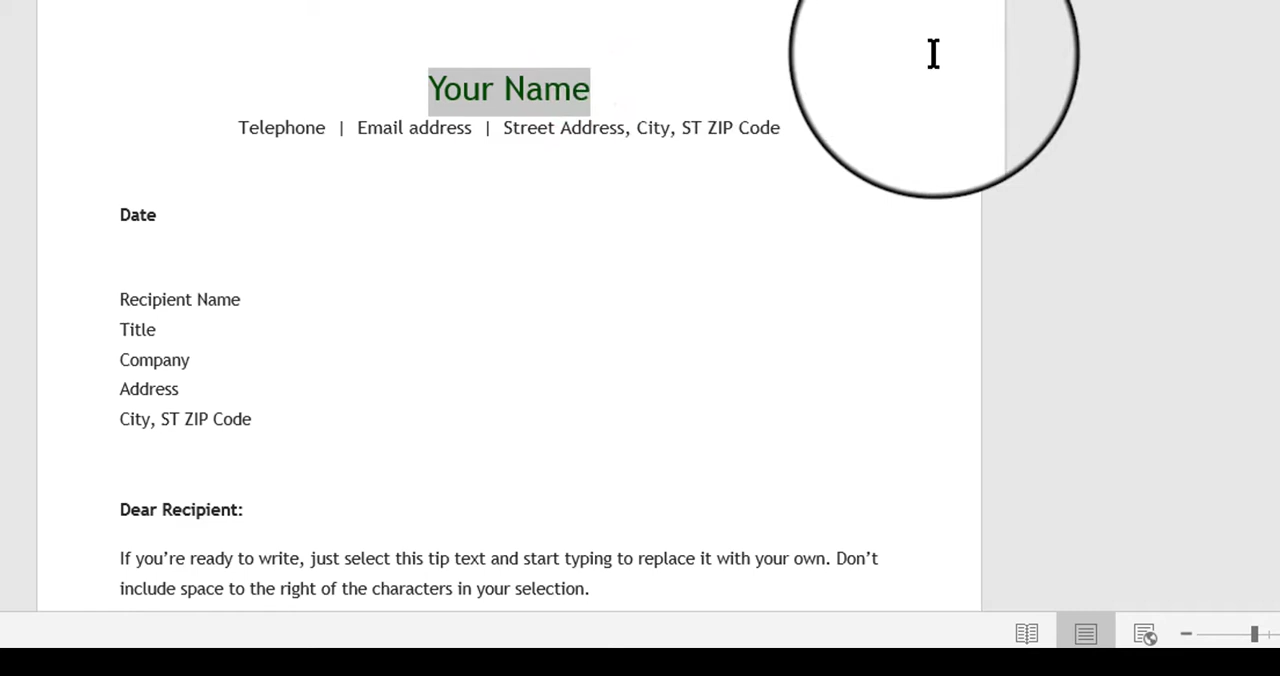 Your Name
Telephone | Email address | Street Address, City, ST ZIP Code
Date
Recipient Name
Title
Company
Address
City, ST ZIP Code
Dear Recipient:
If you’re ready to write, just select this tip text and start typing to replace it with your own. Don’t
include space to the right of the characters in your selection.